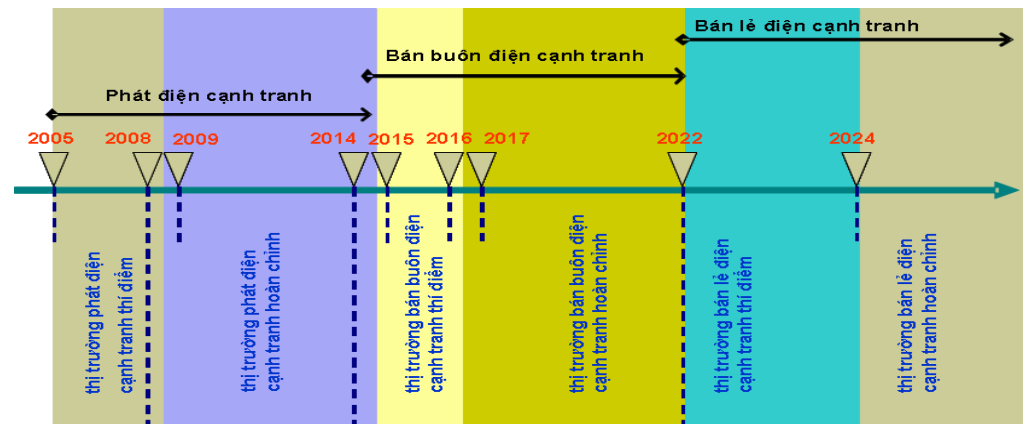 Bán lẻ điện cạnh tranh
Bán buôn điện cạnh tranh
Phát điện cạnh tranh
2005
2008
2009
2014
2015
2016
2017
2022
2024
thị trường phát điện
cạnh tranh thí điểm
thị trường phát điện
cạnh tranh hoàn chỉnh
thị trường bán buôn điện
cạnh tranh thí điểm
thị trường bán buôn điện
cạnh tranh hoàn chỉnh
thị trường bán lẻ điện
cạnh tranh thí điểm
thị trường bán lẻ điện
cạnh tranh hoàn chỉnh